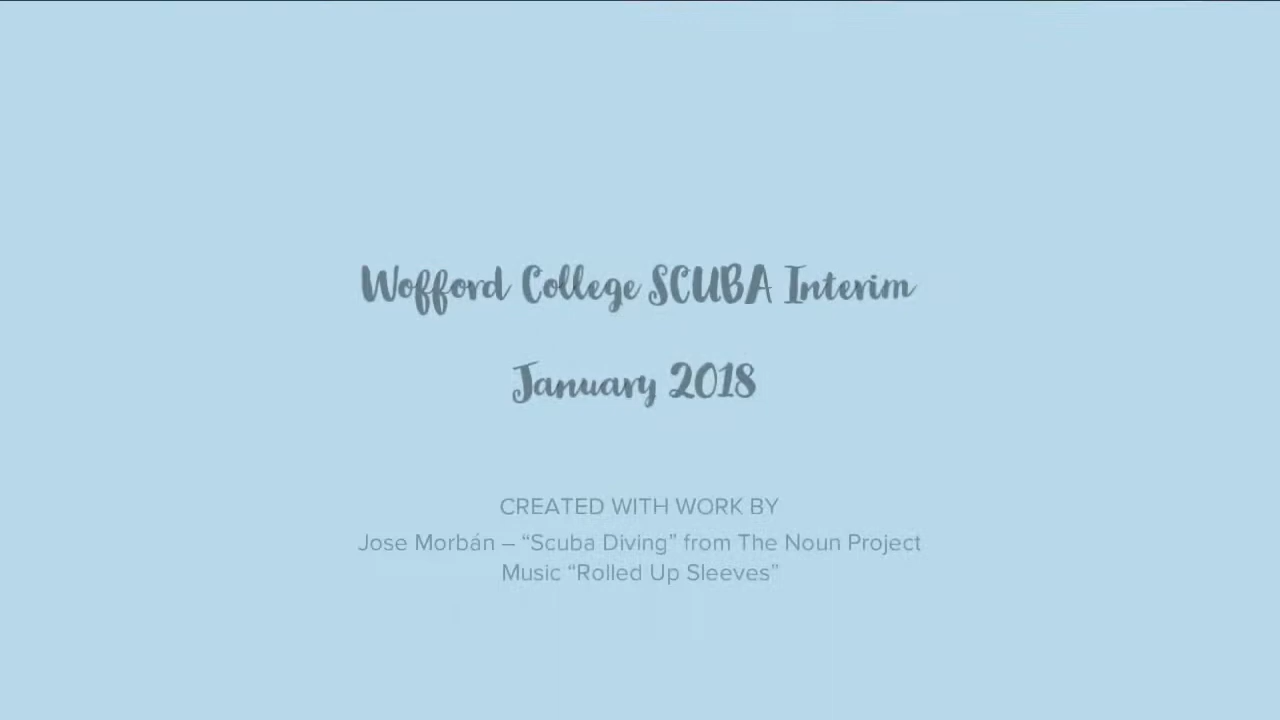 Wofford College SCUBA Interim
January 2018
CREATED WITH WORK BY
Jose Morbán – “Scuba Diving” from The Noun Project
Music “Rolled Up Sleeves”